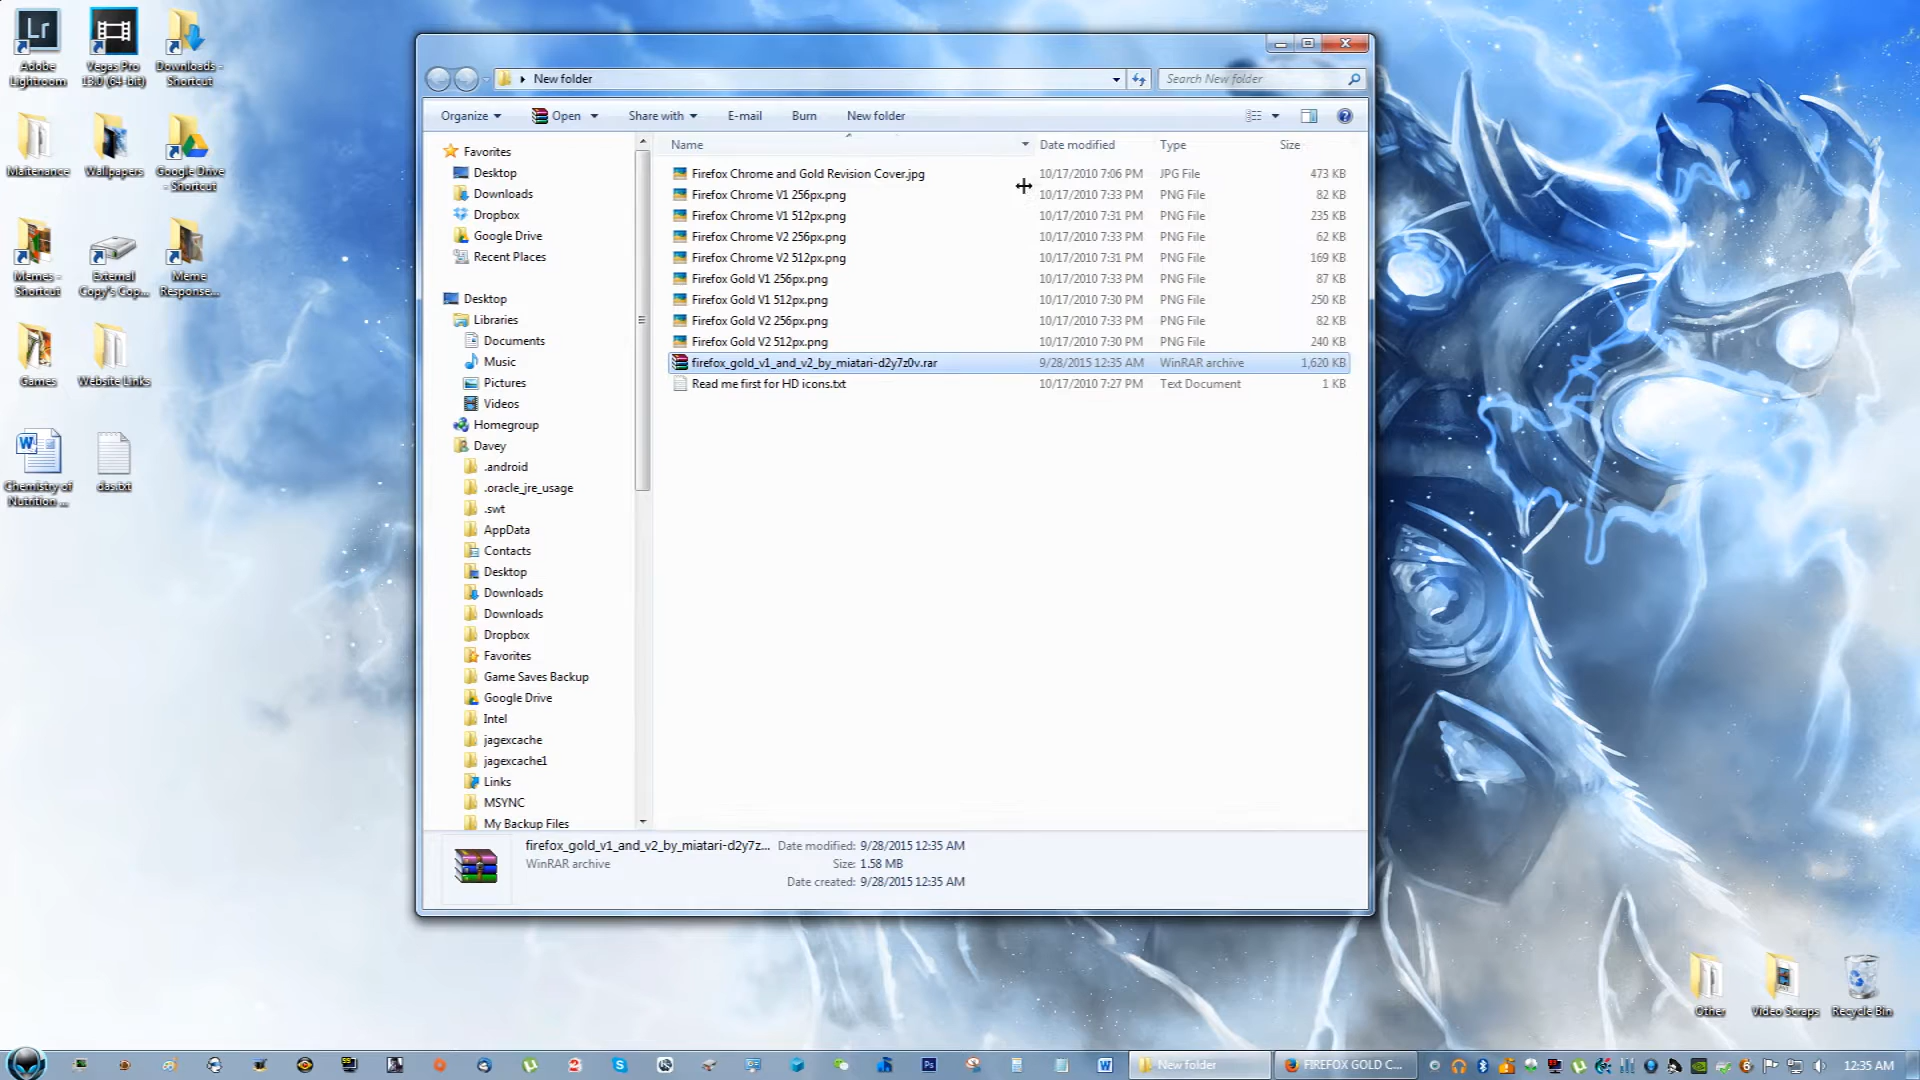 Adobe
Lightroom
Vegas Pro
13.0 (64-bit)
Downloads -
Shortcut
Maitenance
Wallpapers
Google Drive
- Shortcut
Memes -
Shortcut
External
Copy's Cop...
Meme
Response...
Games
Website Links
Chemistry of
Nutrition ...
das.txt
New folder
Search New folder
Organize
Open
Share with
E-mail
Burn
New folder
Favorites
Desktop
Downloads
Dropbox
Google Drive
Recent Places
Desktop
Libraries
Documents
Music
Pictures
Videos
Homegroup
Davey
.android
.oracle_jre_usage
.swt
AppData
Contacts
Desktop
Downloads
Downloads
Dropbox
Favorites
Game Saves Backup
Google Drive
Intel
jagexcache
jagexcache1
Links
MSYNC
My Backup Files
Name Date modified Type Size
Firefox Chrome and Gold Revision Cover.jpg 10/17/2010 7:06 PM JPG File 473 KB
Firefox Chrome V1 256px.png 10/17/2010 7:33 PM PNG File 82 KB
Firefox Chrome V1 512px.png 10/17/2010 7:31 PM PNG File 235 KB
Firefox Chrome V2 256px.png 10/17/2010 7:33 PM PNG File 62 KB
Firefox Chrome V2 512px.png 10/17/2010 7:31 PM PNG File 169 KB
Firefox Gold V1 256px.png 10/17/2010 7:33 PM PNG File 87 KB
Firefox Gold V1 512px.png 10/17/2010 7:30 PM PNG File 250 KB
Firefox Gold V2 256px.png 10/17/2010 7:33 PM PNG File 82 KB
Firefox Gold V2 512px.png 10/17/2010 7:30 PM PNG File 240 KB
firefox_gold_v1_and_v2_by_miatari-d2y7z0v.rar 9/28/2015 12:35 AM WinRAR archive 1,620 KB
Read me first for HD icons.txt 10/17/2010 7:27 PM Text Document 1 KB
firefox_gold_v1_and_v2_by_miatari-d2y7z... Date modified: 9/28/2015 12:35 AM
WinRAR archive Size: 1.58 MB
Date created: 9/28/2015 12:35 AM
Other
Video Scraps
Recycle Bin
New folder
FIREFOX GOLD C...
12:35 AM